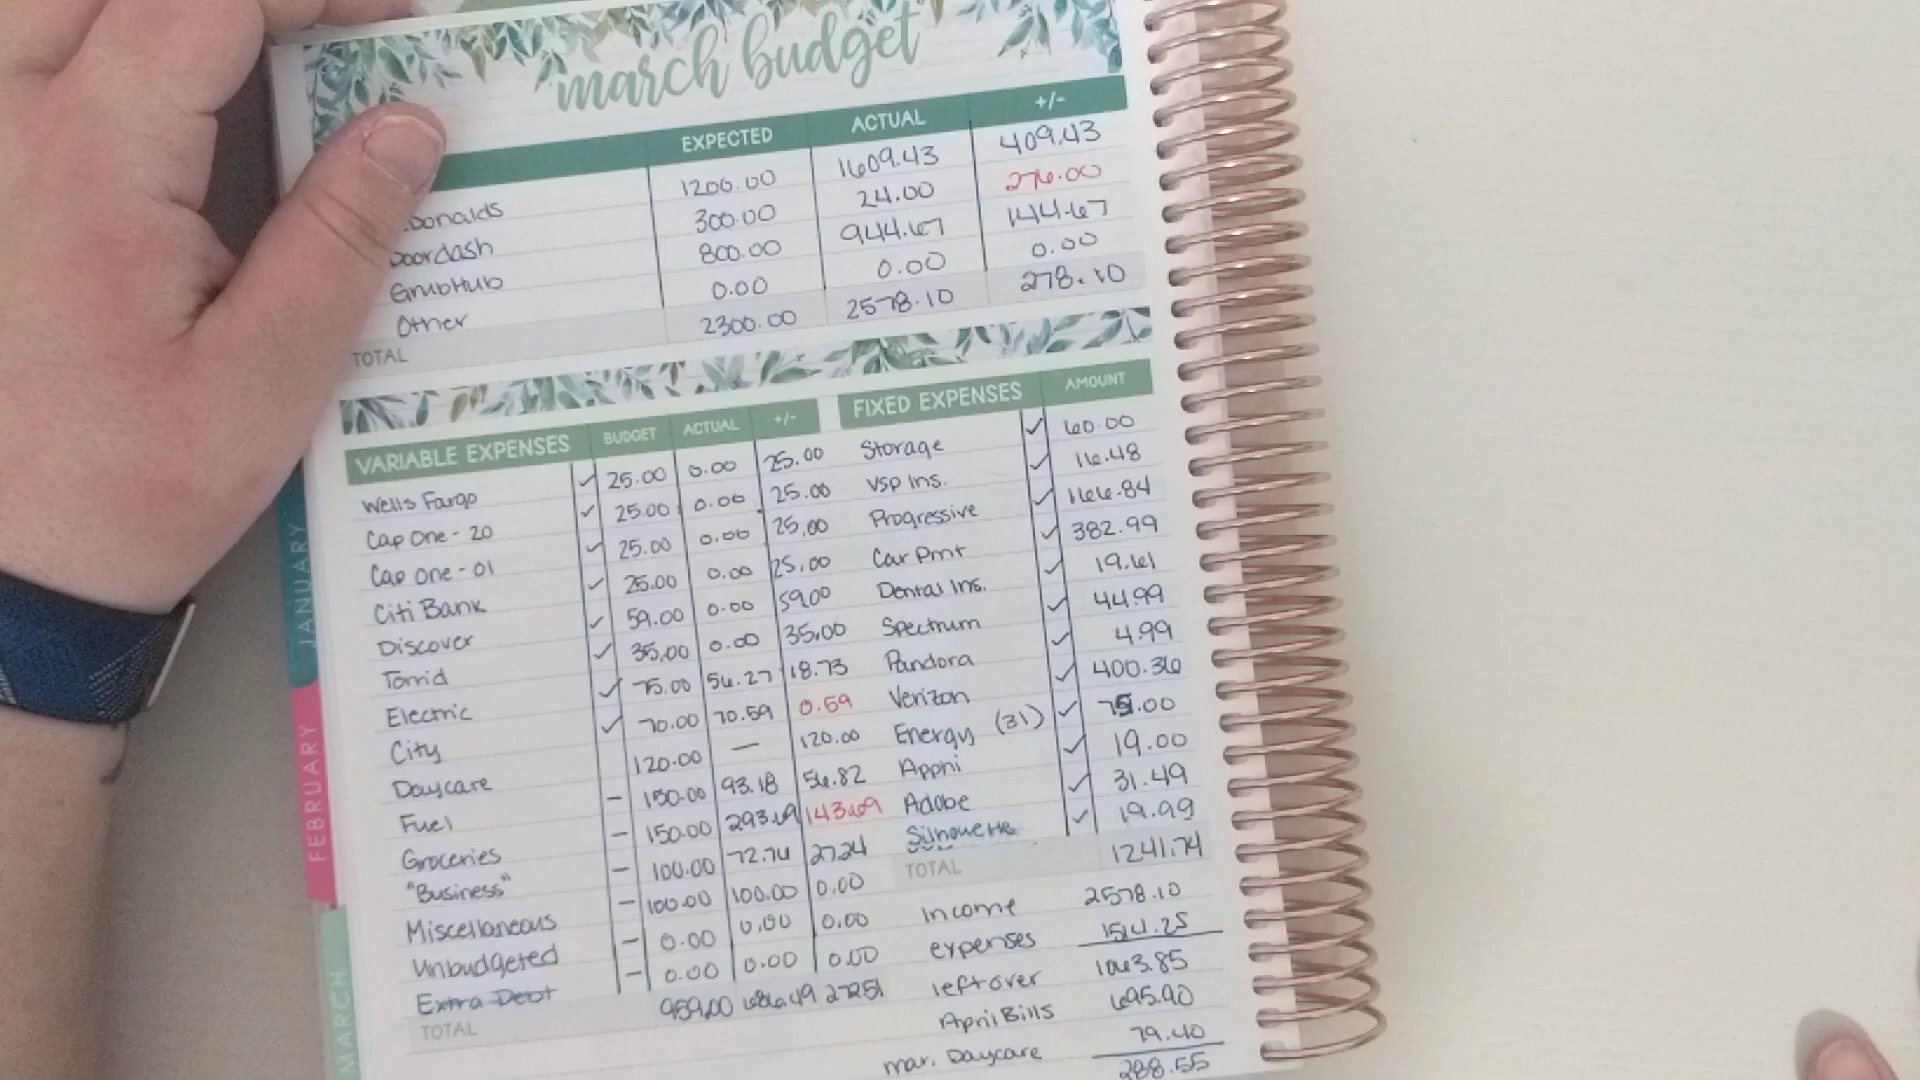 march budget
EXPECTED ACTUAL +/-
Donalds 1200.00 1609.43 409.43
Doordash 300.00 24.00 276.00
GrubHub 800.00 944.67 144.67
Other 0.00 0.00 0.00
TOTAL 2300.00 2578.10 278.10
VARIABLE EXPENSES BUDGET ACTUAL +/-
Wells Fargo ✓ 25.00 0.00 25.00
Cap One - 20 ✓ 25.00 0.00 25.00
Cap One - 01 ✓ 25.00 0.00 25.00
Citi Bank ✓ 25.00 0.00 25.00
Discover ✓ 59.00 0.00 59.00
Torrid ✓ 35.00 0.00 35.00
Electric ✓ 75.00 56.27 18.73
City ✓ 70.00 70.59 0.59
Daycare 120.00 — 120.00
Fuel - 150.00 93.18 56.82
Groceries - 150.00 293.69 143.69
"Business" - 100.00 72.76 27.24
Miscellaneous - 100.00 100.00 0.00
Unbudgeted - 0.00 0.00 0.00
Extra Debt - 0.00 0.00 0.00
TOTAL 959.00 686.49 272.51
FIXED EXPENSES AMOUNT
Storage ✓ 60.00
VSP Ins. ✓ 16.48
Progressive ✓ 166.84
Car Pmt ✓ 382.99
Dental Ins. ✓ 19.61
Spectrum ✓ 44.99
Pandora ✓ 4.99
Verizon ✓ 400.36
Energy (31) ✓ 75.00
Apphi ✓ 19.00
Adobe ✓ 31.49
Silhouette ✓ 19.99
TOTAL 1241.74
Income 2578.10
expenses 1514.25
leftover 1063.85
April Bills 695.90
mar. Daycare 79.40
288.55
JANUARY
FEBRUARY
MARCH